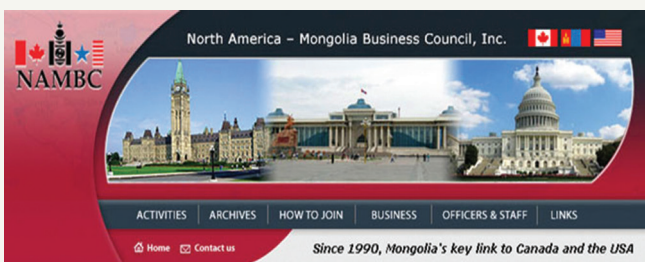 North America – Mongolia Business Council, Inc.
NAMBC
ACTIVITIES | ARCHIVES | HOW TO JOIN | BUSINESS | OFFICERS & STAFF | LINKS
Home Contact us
Since 1990, Mongolia's key link to Canada and the USA